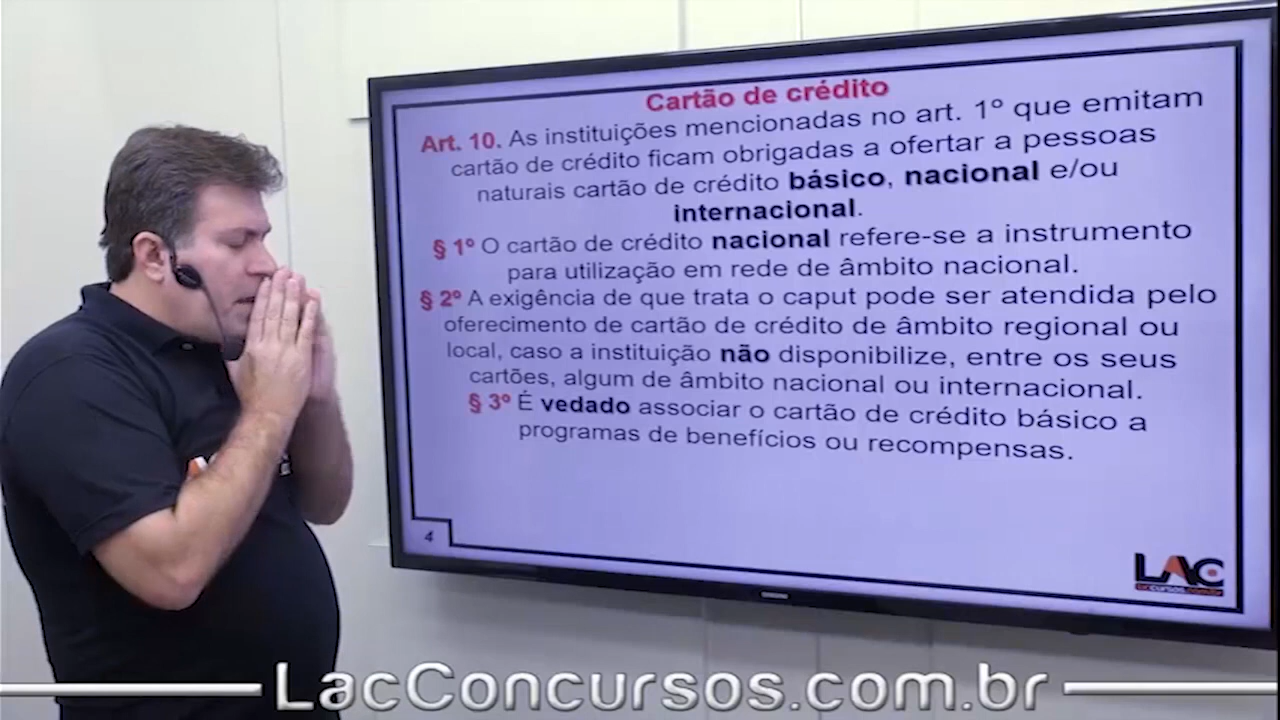 Cartão de crédito
Art. 10. As instituições mencionadas no art. 1º que emitam
cartão de crédito ficam obrigadas a ofertar a pessoas
naturais cartão de crédito básico, nacional e/ou
internacional.
§ 1º O cartão de crédito nacional refere-se a instrumento
para utilização em rede de âmbito nacional.
§ 2º A exigência de que trata o caput pode ser atendida pelo
oferecimento de cartão de crédito de âmbito regional ou
local, caso a instituição não disponibilize, entre os seus
cartões, algum de âmbito nacional ou internacional.
§ 3º É vedado associar o cartão de crédito básico a
programas de benefícios ou recompensas.
4
LAC
Laccursos.com.br
SAMSUNG
LacConcursos.com.br